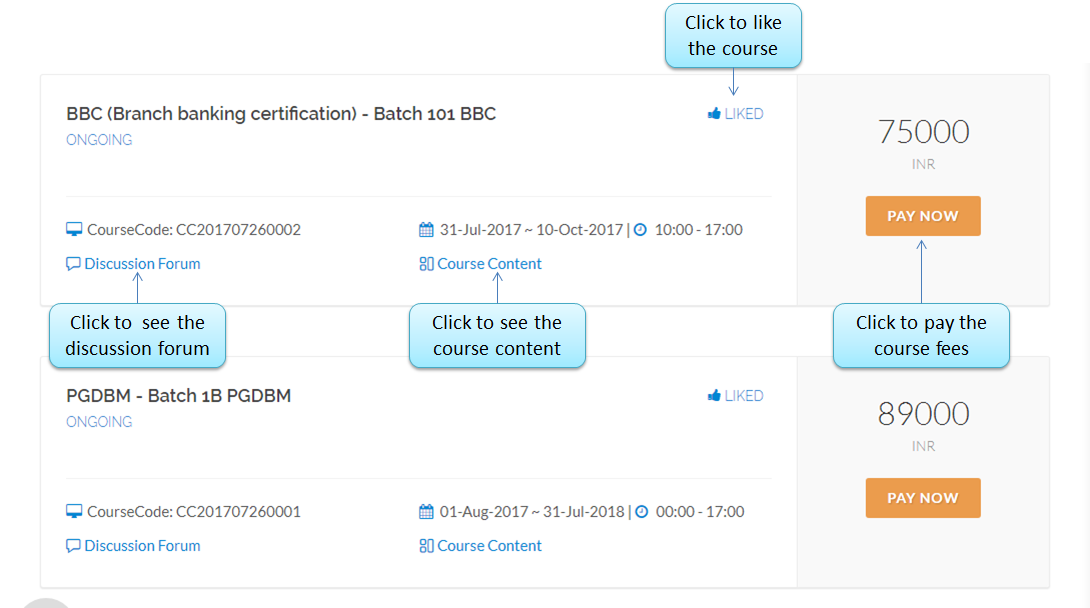 Click to like
the course
BBC (Branch banking certification) - Batch 101 BBC
LIKED
ONGOING
75000
INR
PAY NOW
CourseCode: CC201707260002
31-Jul-2017 ~ 10-Oct-2017 | 10:00 - 17:00
Discussion Forum
Course Content
Click to see the
discussion forum
Click to see the
course content
Click to pay the
course fees
PGDBM - Batch 1B PGDBM
LIKED
ONGOING
89000
INR
PAY NOW
CourseCode: CC201707260001
01-Aug-2017 ~ 31-Jul-2018 | 00:00 - 17:00
Discussion Forum
Course Content